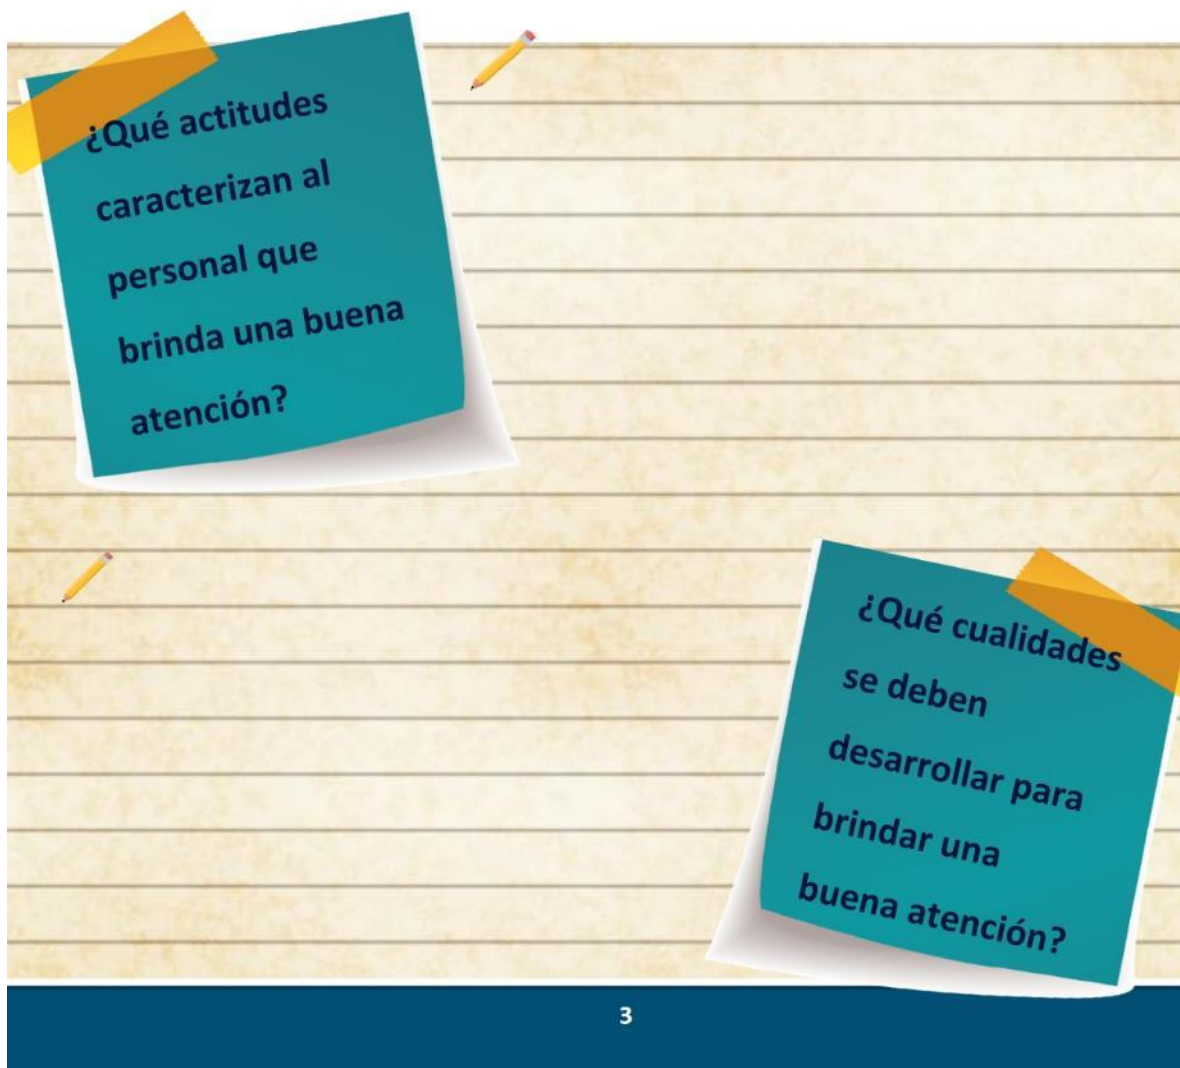 ¿Qué actitudes
caracterizan al
personal que
brinda una buena
atención?
¿Qué cualidades
se deben
desarrollar para
brindar una
buena atención?
3